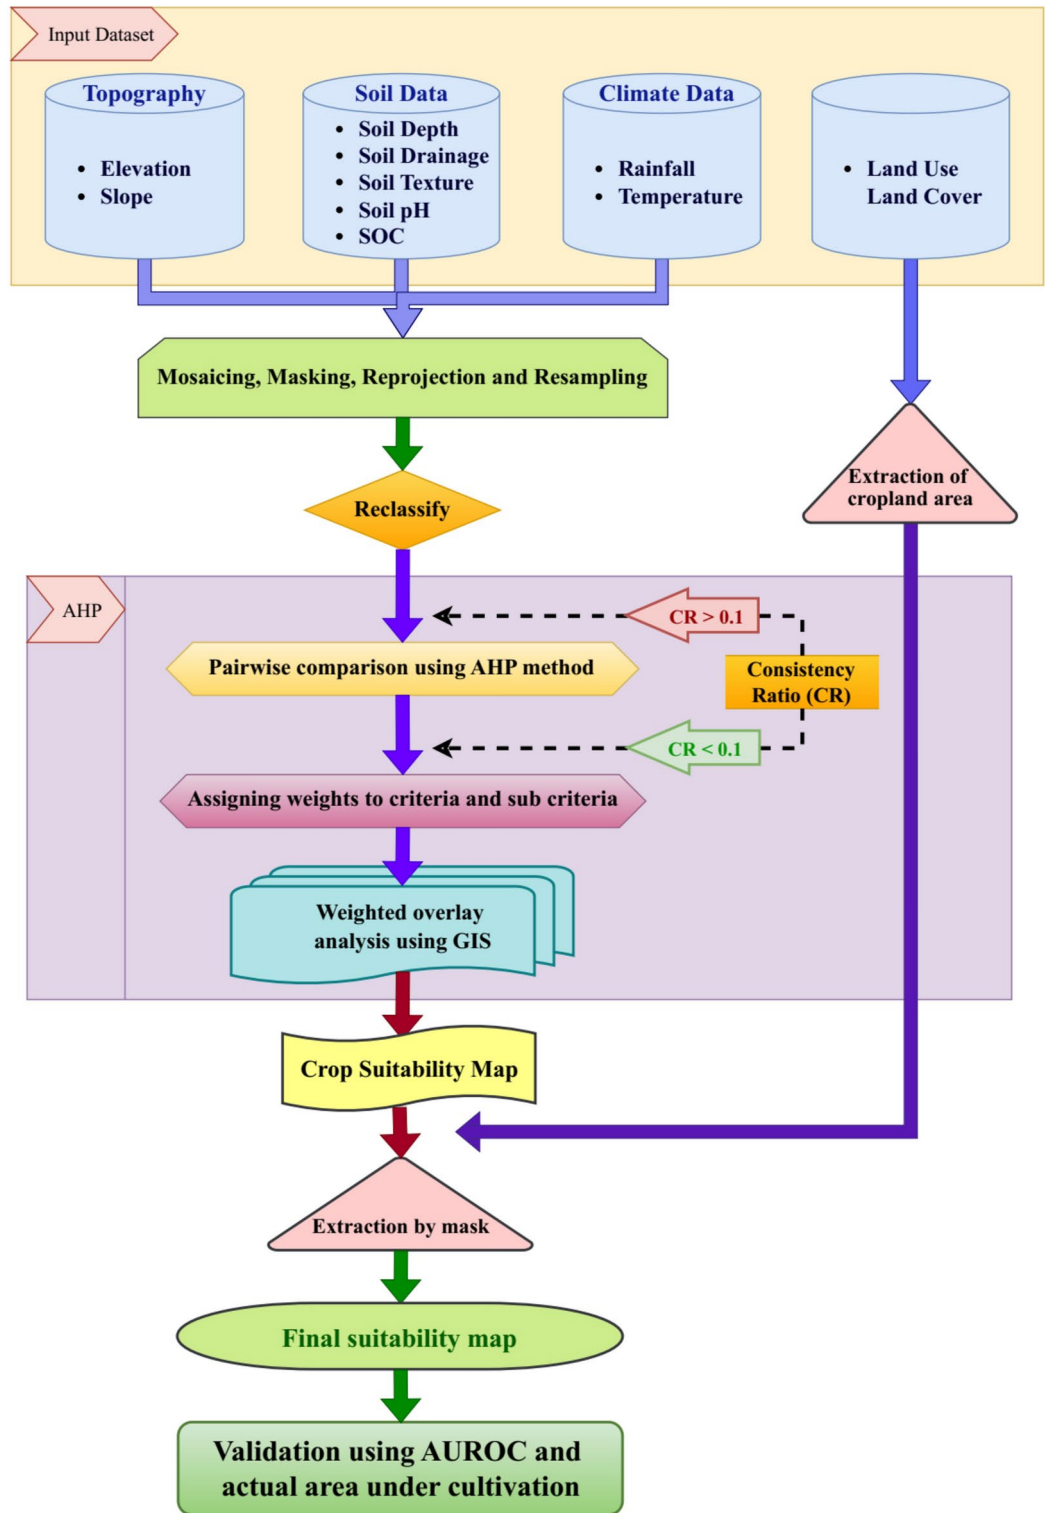 Input Dataset
Topography
• Elevation
• Slope
Soil Data
• Soil Depth
• Soil Drainage
• Soil Texture
• Soil pH
• SOC
Climate Data
• Rainfall
• Temperature
• Land Use
Land Cover
Mosaicing, Masking, Reprojection and Resampling
Reclassify
Extraction of
cropland area
AHP
CR > 0.1
Pairwise comparison using AHP method
Consistency
Ratio (CR)
CR < 0.1
Assigning weights to criteria and sub criteria
Weighted overlay
analysis using GIS
Crop Suitability Map
Extraction by mask
Final suitability map
Validation using AUROC and
actual area under cultivation